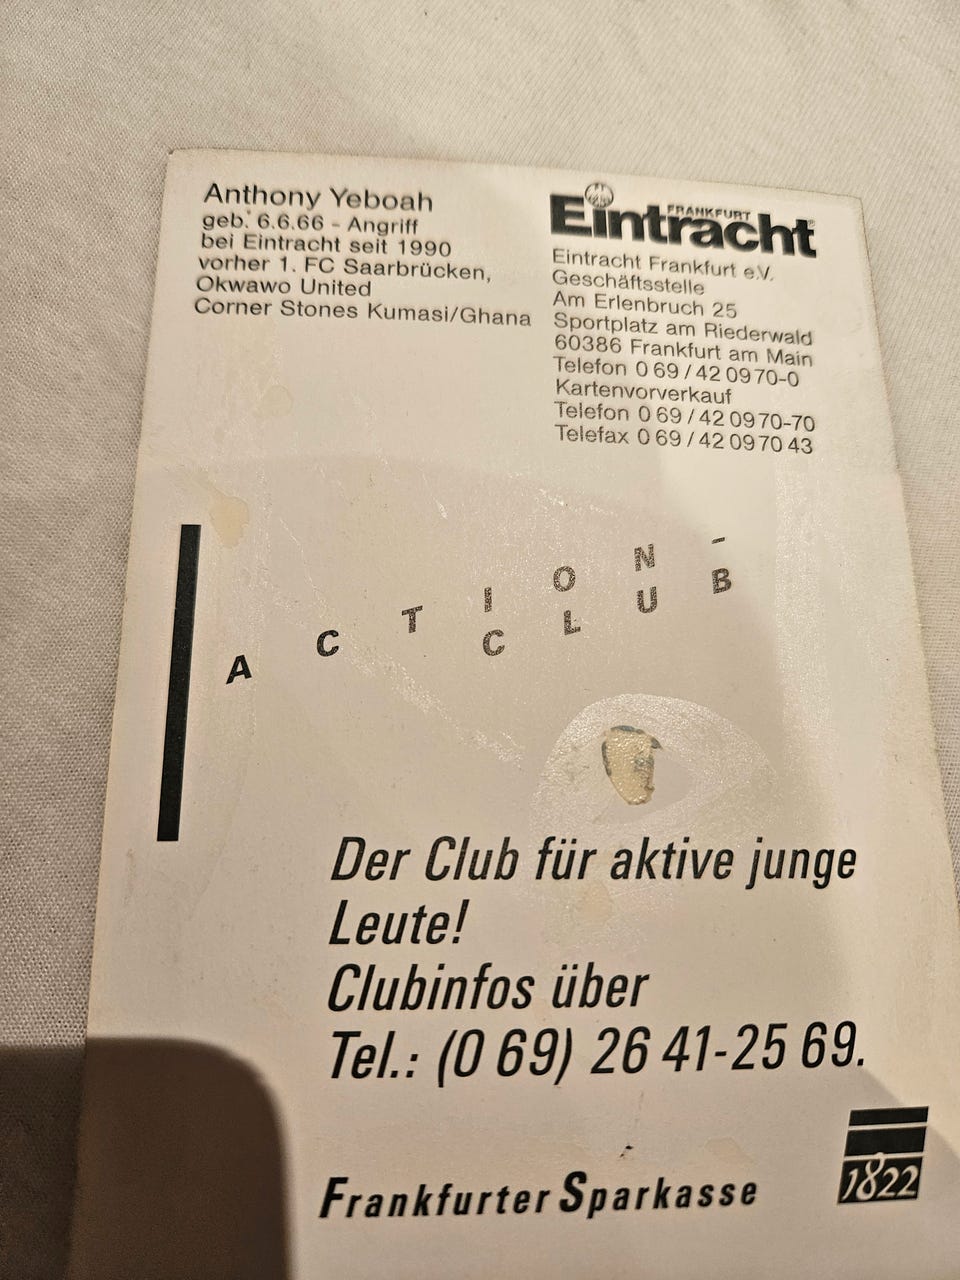 Anthony Yeboah
geb. 6.6.66 - Angriff
bei Eintracht seit 1990
vorher 1. FC Saarbrücken,
Okwawo United
Corner Stones Kumasi/Ghana
FRANKFURT
Eintracht
Eintracht Frankfurt e.V.
Geschäftsstelle
Am Erlenbruch 25
Sportplatz am Riederwald
60386 Frankfurt am Main
Telefon 0 69 / 42 09 70-0
Kartenvorverkauf
Telefon 0 69 / 42 09 70-70
Telefax 0 69 / 42 09 70 43
ACTION-
CLUB
Der Club für aktive junge
Leute!
Clubinfos über
Tel.: (0 69) 26 41-25 69.
Frankfurter Sparkasse
1822